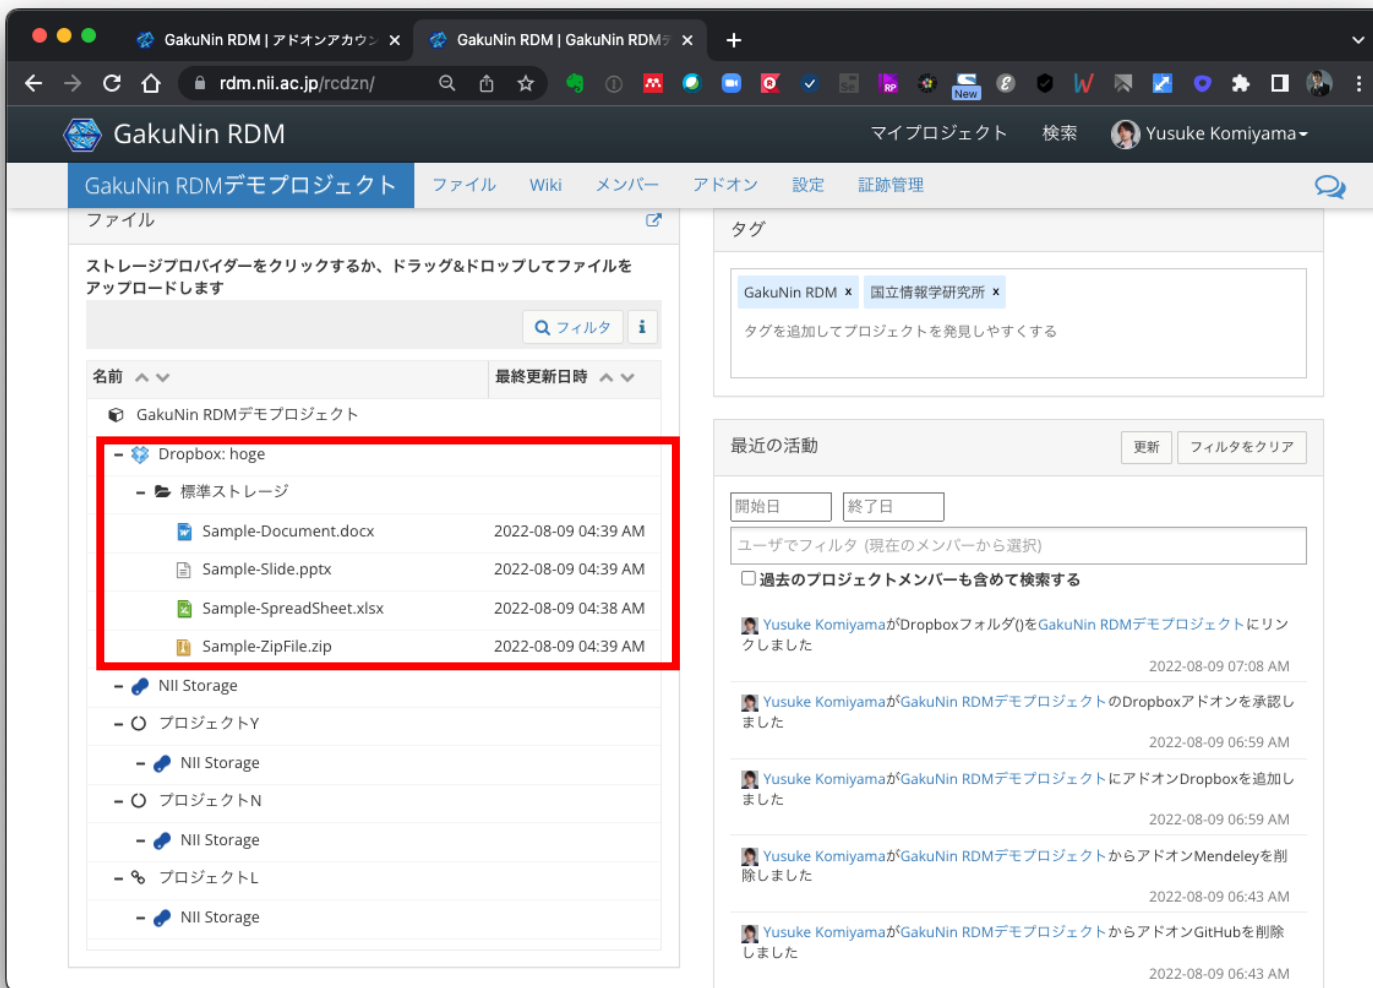 GakuNin RDM | アドオンアカウン
GakuNin RDM | GakuNin RDMデ
rdm.nii.ac.jp/rcdzn/
RP
New
GakuNin RDM
マイプロジェクト
検索
Yusuke Komiyama
GakuNin RDMデモプロジェクト
ファイル
Wiki
メンバー
アドオン
設定
証跡管理
ファイル
ストレージプロバイダーをクリックするか、ドラッグ&ドロップしてファイルを
アップロードします
フィルタ
i
名前
最終更新日時
GakuNin RDMデモプロジェクト
Dropbox: hoge
標準ストレージ
Sample-Document.docx 2022-08-09 04:39 AM
Sample-Slide.pptx 2022-08-09 04:39 AM
Sample-SpreadSheet.xlsx 2022-08-09 04:38 AM
Sample-ZipFile.zip 2022-08-09 04:39 AM
NII Storage
プロジェクトY
NII Storage
プロジェクトN
NII Storage
プロジェクトL
NII Storage
タグ
GakuNin RDM x 国立情報学研究所 x
タグを追加してプロジェクトを発見しやすくする
最近の活動
更新
フィルタをクリア
開始日
終了日
ユーザでフィルタ (現在のメンバーから選択)
過去のプロジェクトメンバーも含めて検索する
Yusuke KomiyamaがDropboxフォルダ()をGakuNin RDMデモプロジェクトにリン
クしました
2022-08-09 07:08 AM
Yusuke KomiyamaがGakuNin RDMデモプロジェクトのDropboxアドオンを承認し
ました
2022-08-09 06:59 AM
Yusuke KomiyamaがGakuNin RDMデモプロジェクトにアドオンDropboxを追加し
ました
2022-08-09 06:59 AM
Yusuke KomiyamaがGakuNin RDMデモプロジェクトからアドオンMendeleyを削
除しました
2022-08-09 06:43 AM
Yusuke KomiyamaがGakuNin RDMデモプロジェクトからアドオンGitHubを削除
しました
2022-08-09 06:43 AM